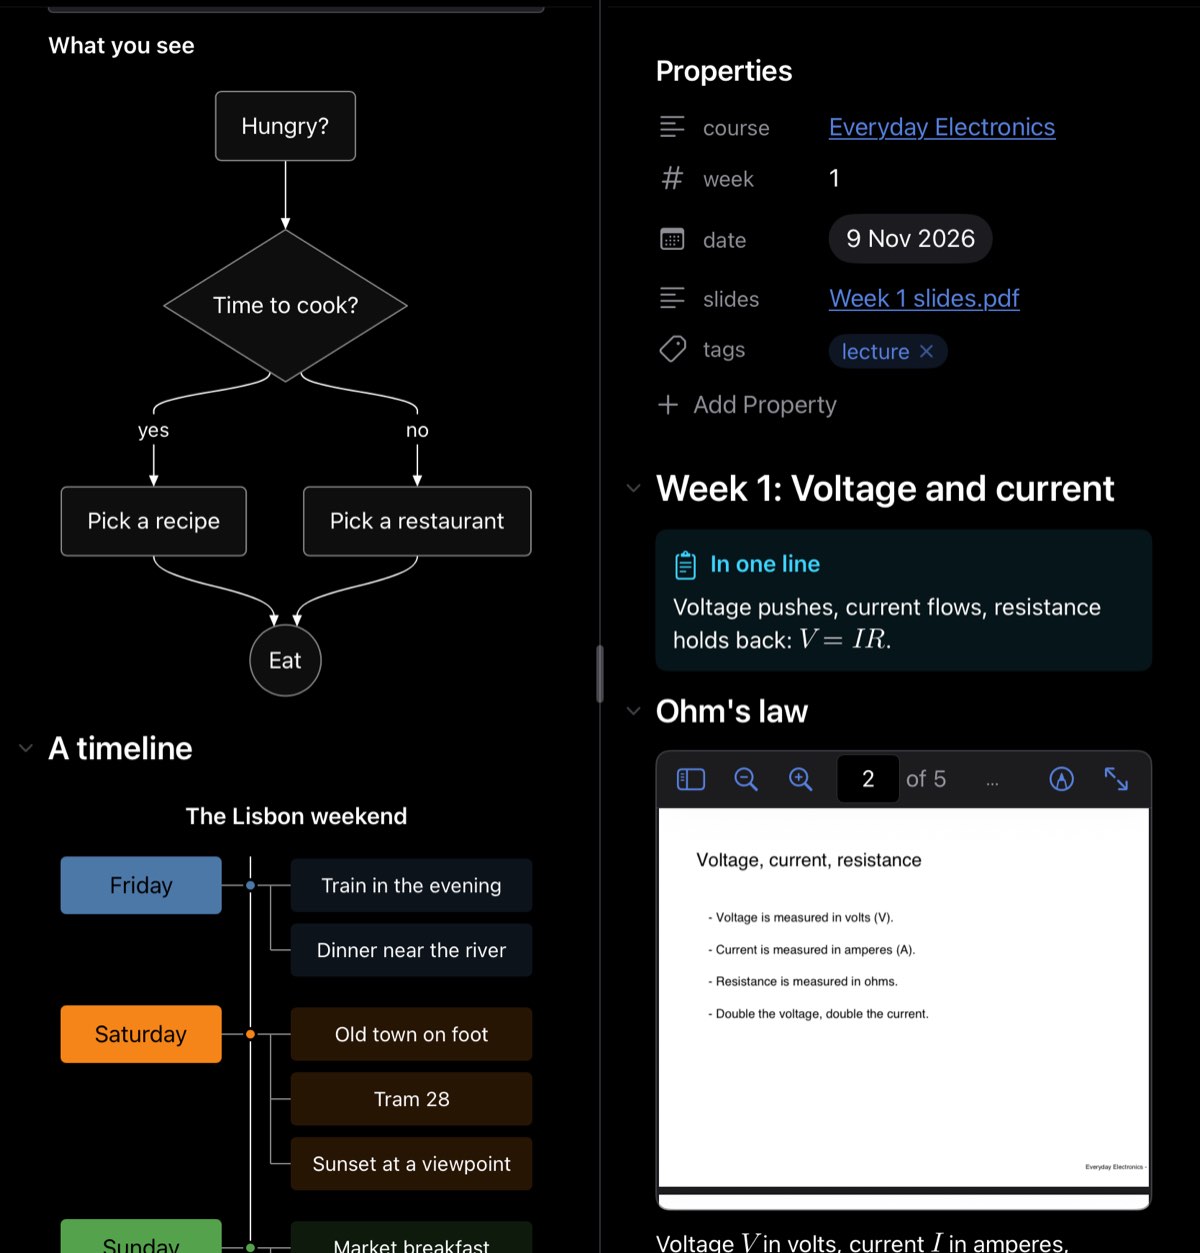 What you see
Hungry?
Time to cook?
yes
no
Pick a recipe
Pick a restaurant
Eat
A timeline
The Lisbon weekend
Friday
Train in the evening
Dinner near the river
Saturday
Old town on foot
Tram 28
Sunset at a viewpoint
Sunday
Market breakfast
Properties
course
Everyday Electronics
week
1
date
9 Nov 2026
slides
Week 1 slides.pdf
tags
lecture ×
+ Add Property
Week 1: Voltage and current
In one line
Voltage pushes, current flows, resistance
holds back: V = IR.
Ohm's law
2 of 5 ...
Voltage, current, resistance
- Voltage is measured in volts (V).
- Current is measured in amperes (A).
- Resistance is measured in ohms.
- Double the voltage, double the current.
Everyday Electronics -
Voltage V in volts, current I in amperes,